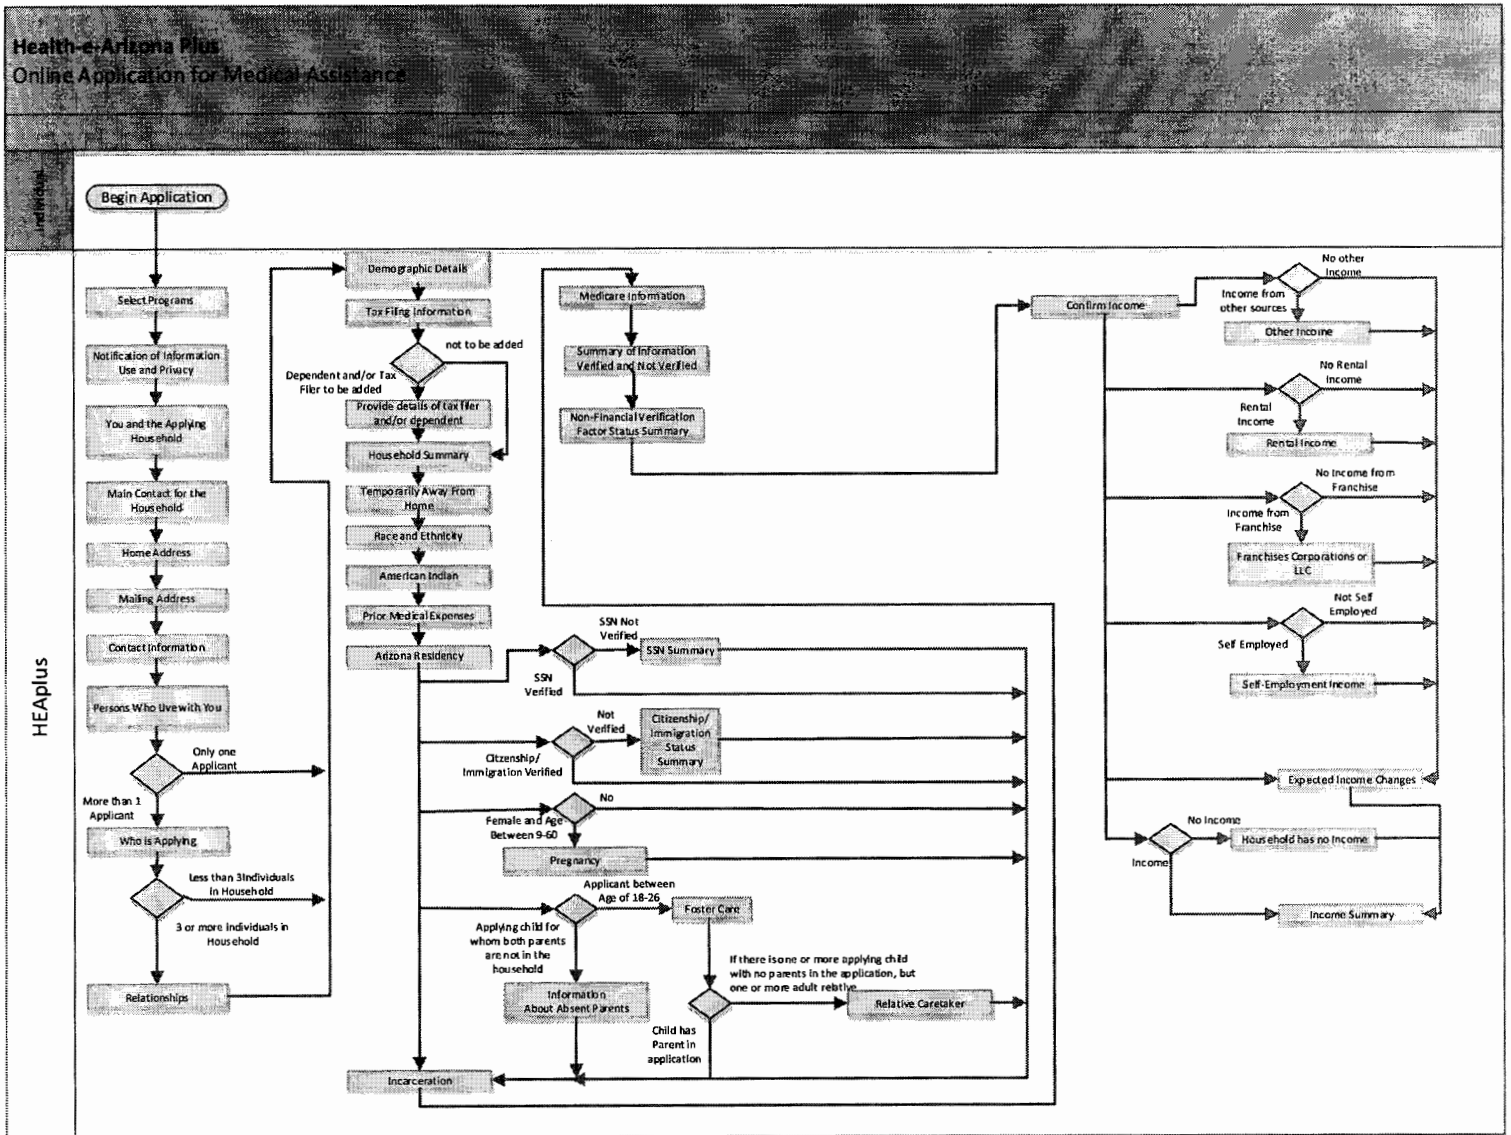 Health-e-Arizona Plus
Online Application for Medical Assistance
Individual
HEAplus
Begin Application
Select Programs
Notification of Information
Use and Privacy
You and the Applying
Household
Main Contact for the
Household
Home Address
Mailing Address
Contact Information
Persons Who Live with You
Only one
Applicant
More than 1
Applicant
Who is Applying
Less than 3Individuals
in Household
3 or more individuals in
Household
Relationships
Demographic Details
Tax Filing Information
not to be added
Dependent and/or Tax
Filer to be added
Provide details of tax filer
and/or dependent
Household Summary
Temporarily Away From
Home
Race and Ethnicity
American Indian
Prior Medical Expenses
Arizona Residency
SSN Not
Verified
SSN Summary
SSN
Verified
Not
Verified
Citizenship/
Immigration
Status
Summary
Citzenship/
Immigration Verified
No
Female and Age
Between 9-60
Pregnancy
Applicant between
Age of 18-26
Foster Care
Applying child for
whom both parents
are not in the
household
Information
About Absent Parents
If there is one or more applying child
with no parents in the application, but
one or more adult relative
Relative Caretaker
Child has
Parent in
application
Incarceration
Medicare Information
Summary of Information
Verified and Not Verified
Non-Financial Verification
Factor Status Summary
Confirm Income
No other
Income
Income from
other sources
Other Income
No Rental
Income
Rental
Income
Rental Income
No Income from
Franchise
Income from
Franchise
Franchises Corporations or
LLC
Not Self
Employed
Self Employed
Self-Employment Income
Expected Income Changes
No Income
Household has no Income
Income
Income Summary